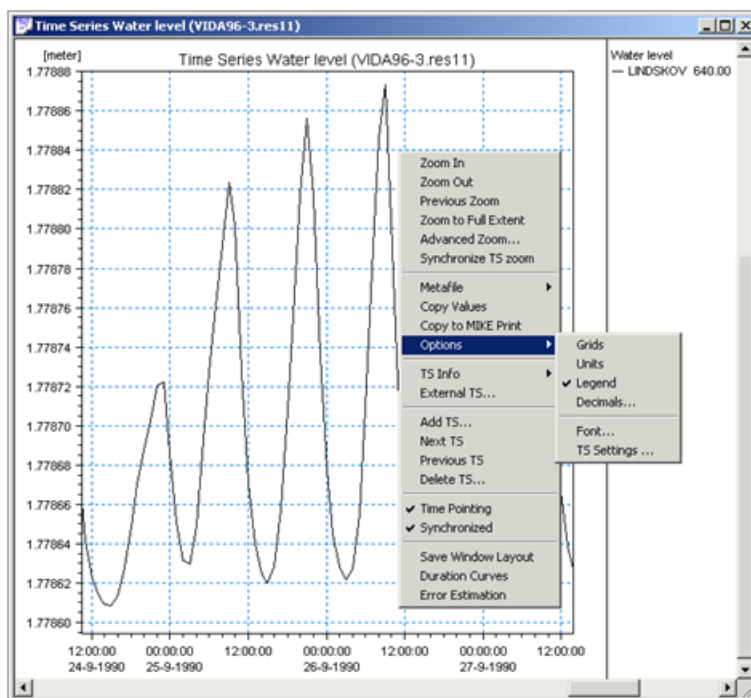 Time Series Water level (VIDA96-3.res11)
[meter]
Time Series Water level (VIDA96-3.res11)
Water level
LINDSKOV 640.00
1.77888
1.77886
1.77884
1.77882
1.77880
1.77878
1.77876
1.77874
1.77872
1.77870
1.77868
1.77866
1.77864
1.77862
1.77860
Zoom In
Zoom Out
Previous Zoom
Zoom to Full Extent
Advanced Zoom...
Synchronize TS zoom
Metafile
Copy Values
Copy to MIKE Print
Options
TS Info
External TS...
Add TS...
Next TS
Previous TS
Delete TS...
Time Pointing
Synchronized
Save Window Layout
Duration Curves
Error Estimation
Grids
Units
Legend
Decimals...
Font...
TS Settings ...
12:00:00 00:00:00 12:00:00 00:00:00 12:00:00 00:00:00 12:00:00
24-9-1990 25-9-1990 26-9-1990 27-9-1990